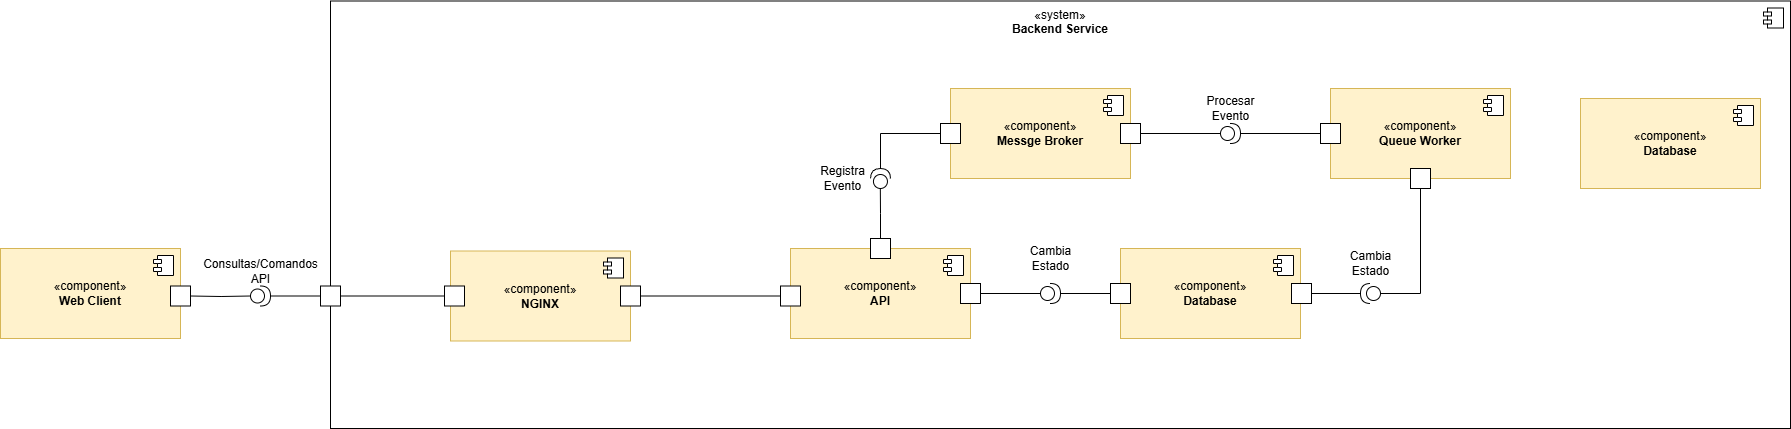 «system»
Backend Service
«component»
Web Client
Consultas/Comandos
API
«component»
NGINX
«component»
API
Registra
Evento
«component»
Messge Broker
Procesar
Evento
«component»
Queue Worker
Cambia
Estado
«component»
Database
Cambia
Estado
«component»
Database